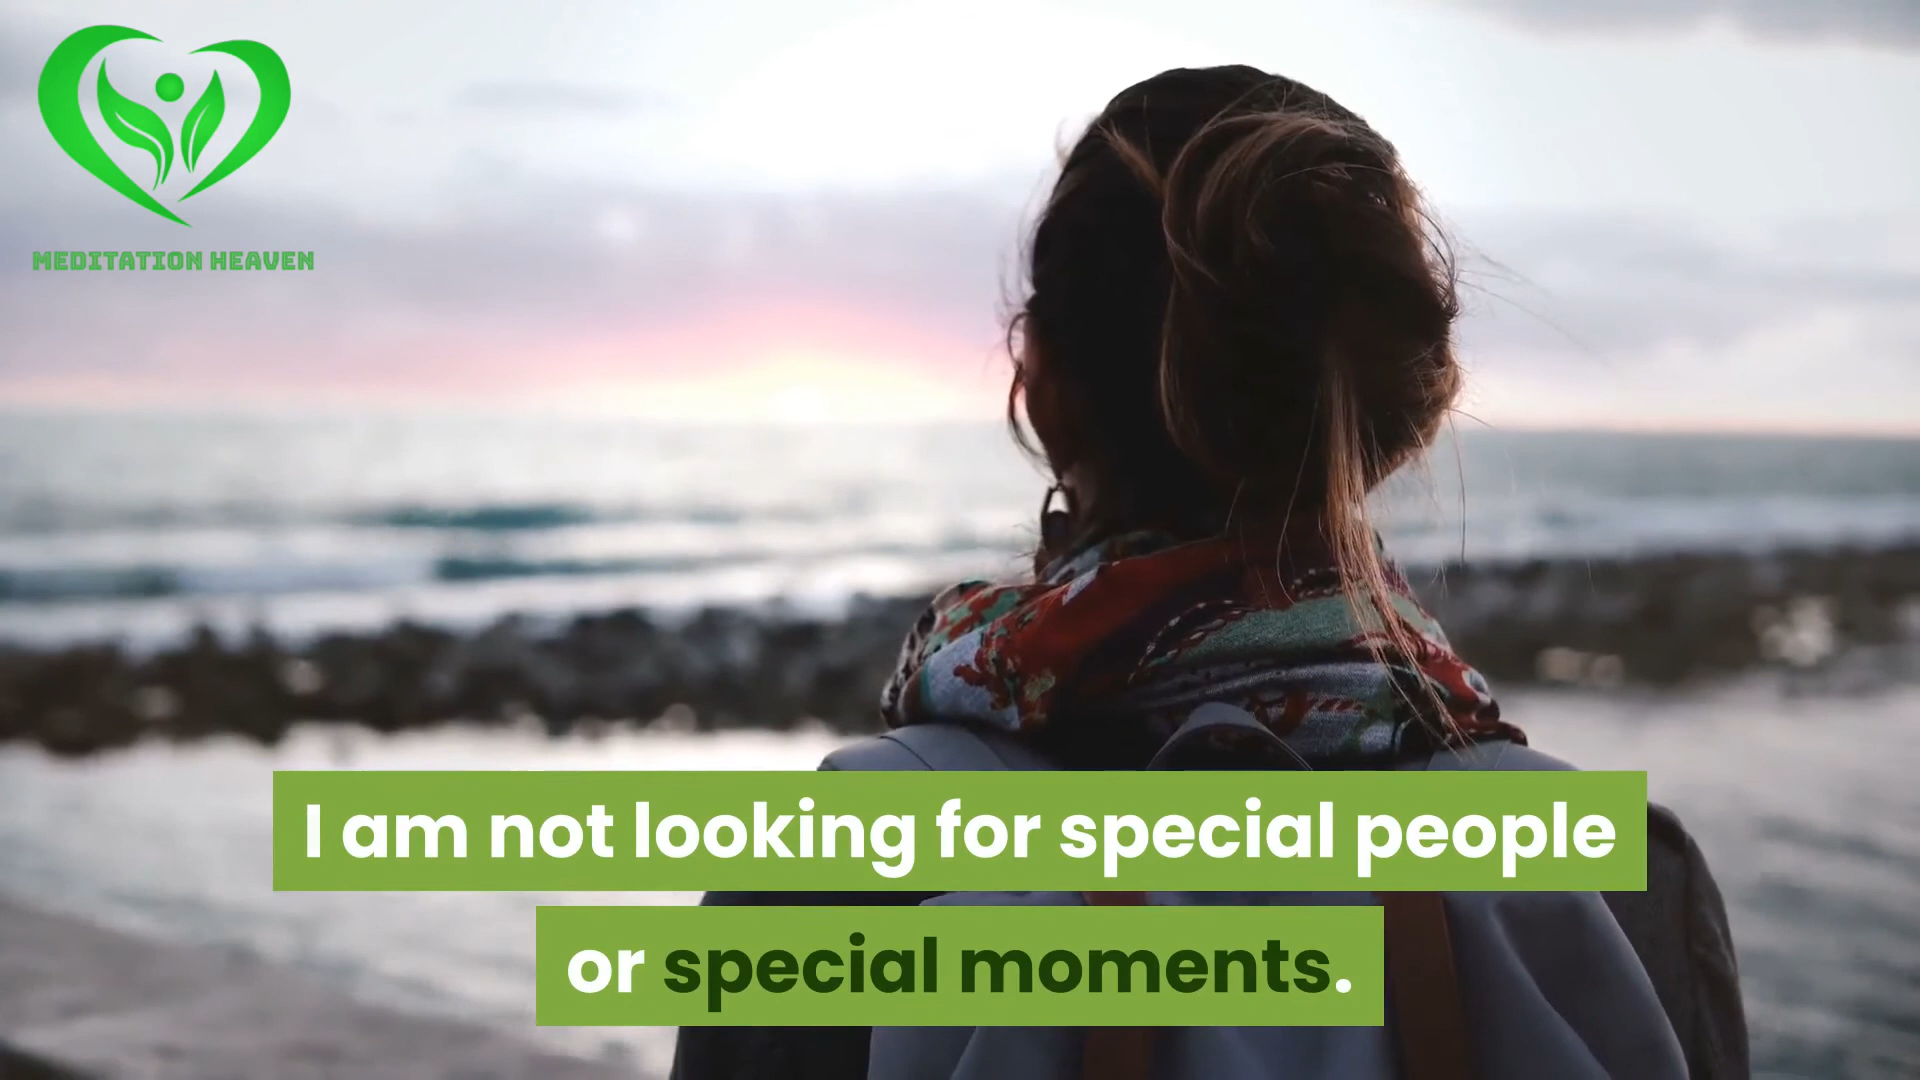 MEDITATION HEAVEN
I am not looking for special people
or special moments.